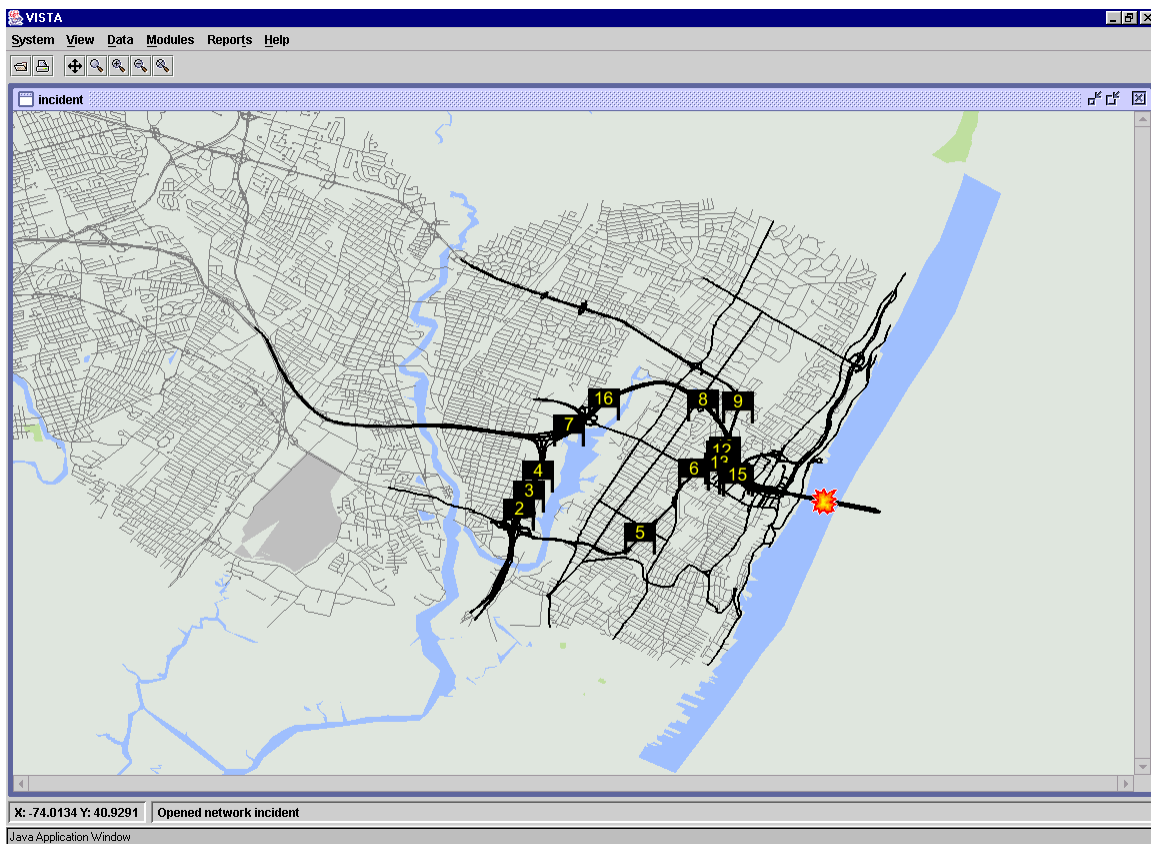 VISTA
System View Data Modules Reports Help
incident
16
8
9
7
12
6
15
4
3
2
5
X: -74.0134 Y: 40.9291 Opened network incident
Java Application Window